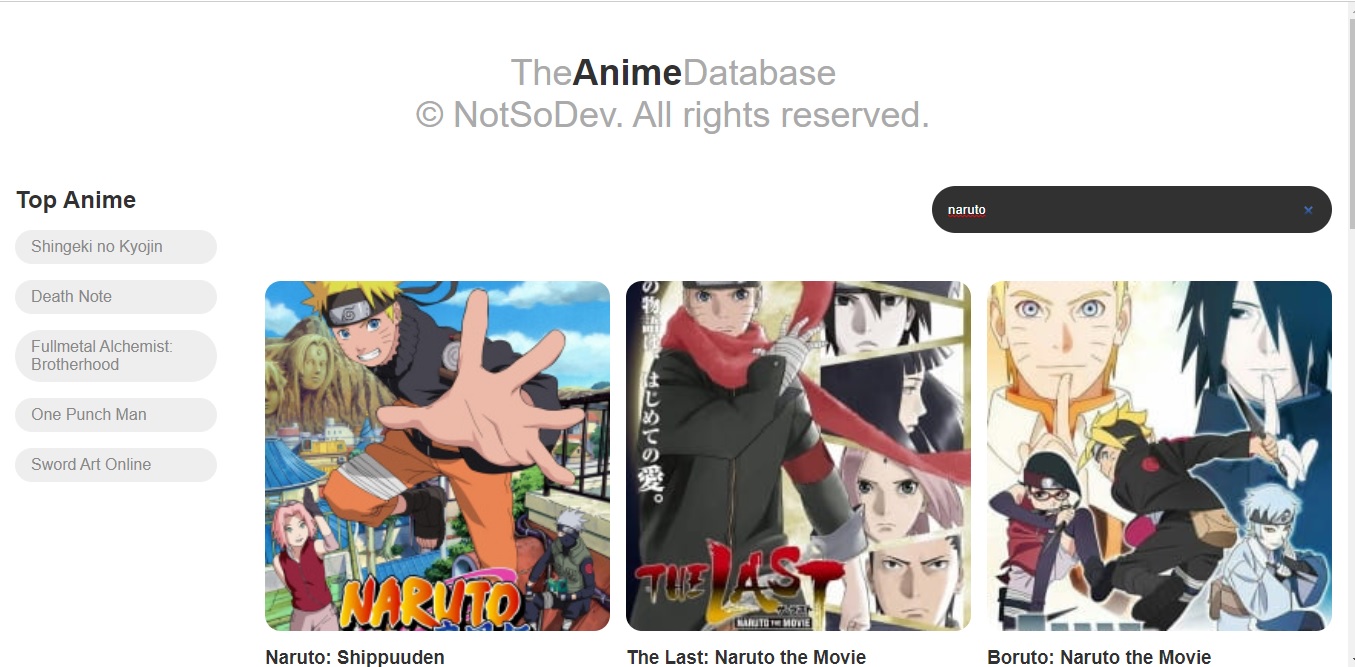 TheAnimeDatabase
© NotSoDev. All rights reserved.
Top Anime
Shingeki no Kyojin
Death Note
Fullmetal Alchemist:
Brotherhood
One Punch Man
Sword Art Online
naruto
NARUTO
の物語は、はじめての愛。
THE LAST
NARUTO THE MOVIE
Naruto: Shippuuden
The Last: Naruto the Movie
Boruto: Naruto the Movie